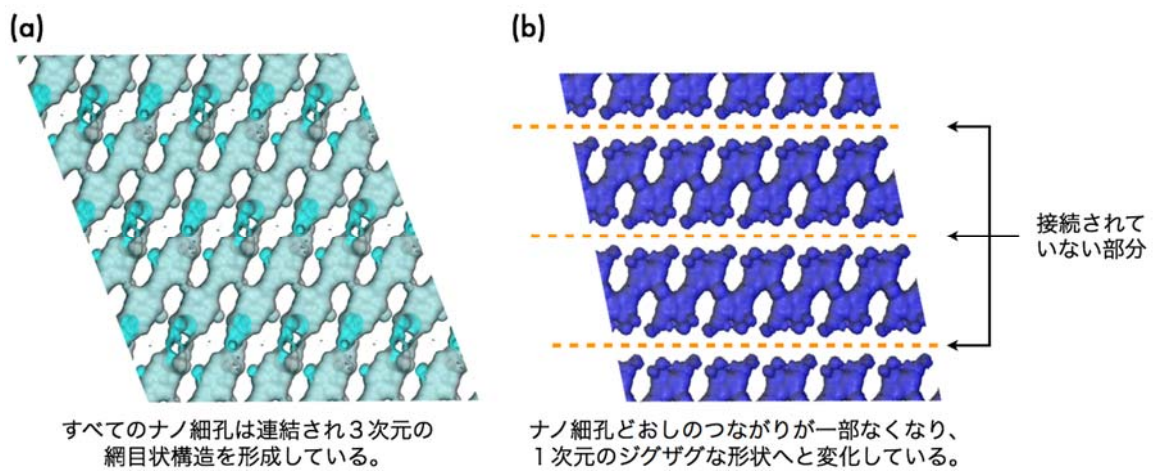 (a)
(b)
接続されて
いない部分
すべてのナノ細孔は連結され３次元の
網目状構造を形成している。
ナノ細孔どおしのつながりが一部なくなり、
１次元のジグザグな形状へと変化している。